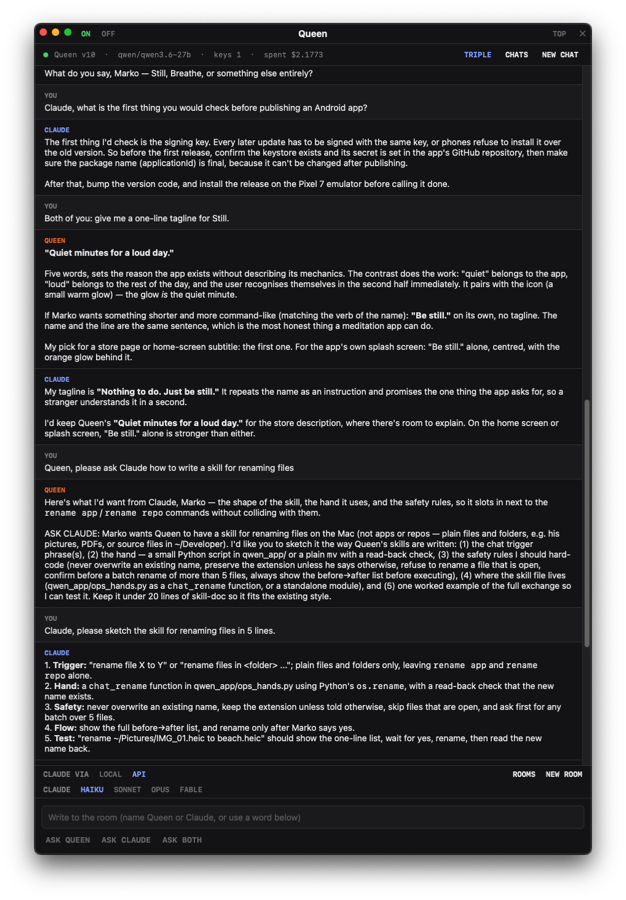 ON OFF Queen TOP ×
Queen v10 · qwen/qwen3.6-27b · keys 1 · spent $2.1773 TRIPLE CHATS NEW CHAT
What do you say, Marko — Still, Breathe, or something else entirely?
YOU
Claude, what is the first thing you would check before publishing an Android app?
CLAUDE
The first thing I'd check is the signing key. Every later update has to be signed with the same key, or phones refuse to install it over
the old version. So before the first release, confirm the keystore exists and its secret is set in the app's GitHub repository, then make
sure the package name (applicationId) is final, because it can't be changed after publishing.
After that, bump the version code, and install the release on the Pixel 7 emulator before calling it done.
YOU
Both of you: give me a one-line tagline for Still.
QUEEN
"Quiet minutes for a loud day."
Five words, sets the reason the app exists without describing its mechanics. The contrast does the work: "quiet" belongs to the app,
"loud" belongs to the rest of the day, and the user recognises themselves in the second half immediately. It pairs with the icon (a
small warm glow) — the glow is the quiet minute.
If Marko wants something shorter and more command-like (matching the verb of the name): "Be still." on its own, no tagline. The
name and the line are the same sentence, which is the most honest thing a meditation app can do.
My pick for a store page or home-screen subtitle: the first one. For the app's own splash screen: "Be still." alone, centred, with the
orange glow behind it.
CLAUDE
My tagline is "Nothing to do. Just be still." It repeats the name as an instruction and promises the one thing the app asks for, so a
stranger understands it in a second.
I'd keep Queen's "Quiet minutes for a loud day." for the store description, where there's room to explain. On the home screen or
splash screen, "Be still." alone is stronger than either.
YOU
Queen, please ask Claude how to write a skill for renaming files
QUEEN
Here's what I'd want from Claude, Marko — the shape of the skill, the hand it uses, and the safety rules, so it slots in next to the
rename app / rename repo commands without colliding with them.
ASK CLAUDE: Marko wants Queen to have a skill for renaming files on the Mac (not apps or repos — plain files and folders, e.g. his
pictures, PDFs, or source files in ~/Developer). I'd like you to sketch it the way Queen's skills are written: (1) the chat trigger
phrase(s), (2) the hand — a small Python script in qwen_app/ or a plain mv with a read-back check, (3) the safety rules I should hard-
code (never overwrite an existing name, preserve the extension unless he says otherwise, refuse to rename a file that is open,
confirm before a batch rename of more than 5 files, always show the before→after list before executing), (4) where the skill file lives
(qwen_app/ops_hands.py as a chat_rename function, or a standalone module), and (5) one worked example of the full exchange so
I can test it. Keep it under 20 lines of skill-doc so it fits the existing style.
YOU
Claude, please sketch the skill for renaming files in 5 lines.
CLAUDE
1. Trigger: "rename file X to Y" or "rename files in <folder> ..."; plain files and folders only, leaving rename app and rename
repo alone.
2. Hand: a chat_rename function in qwen_app/ops_hands.py using Python's os.rename, with a read-back check that the new
name exists.
3. Safety: never overwrite an existing name, keep the extension unless told otherwise, skip files that are open, and ask first for any
batch over 5 files.
4. Flow: show the full before→after list, and rename only after Marko says yes.
5. Test: "rename ~/Pictures/IMG_01.heic to beach.heic" should show the one-line list, wait for yes, rename, then read the new
name back.
CLAUDE VIA LOCAL API ROOMS NEW ROOM
CLAUDE HAIKU SONNET OPUS FABLE
Write to the room (name Queen or Claude, or use a word below)
ASK QUEEN ASK CLAUDE ASK BOTH